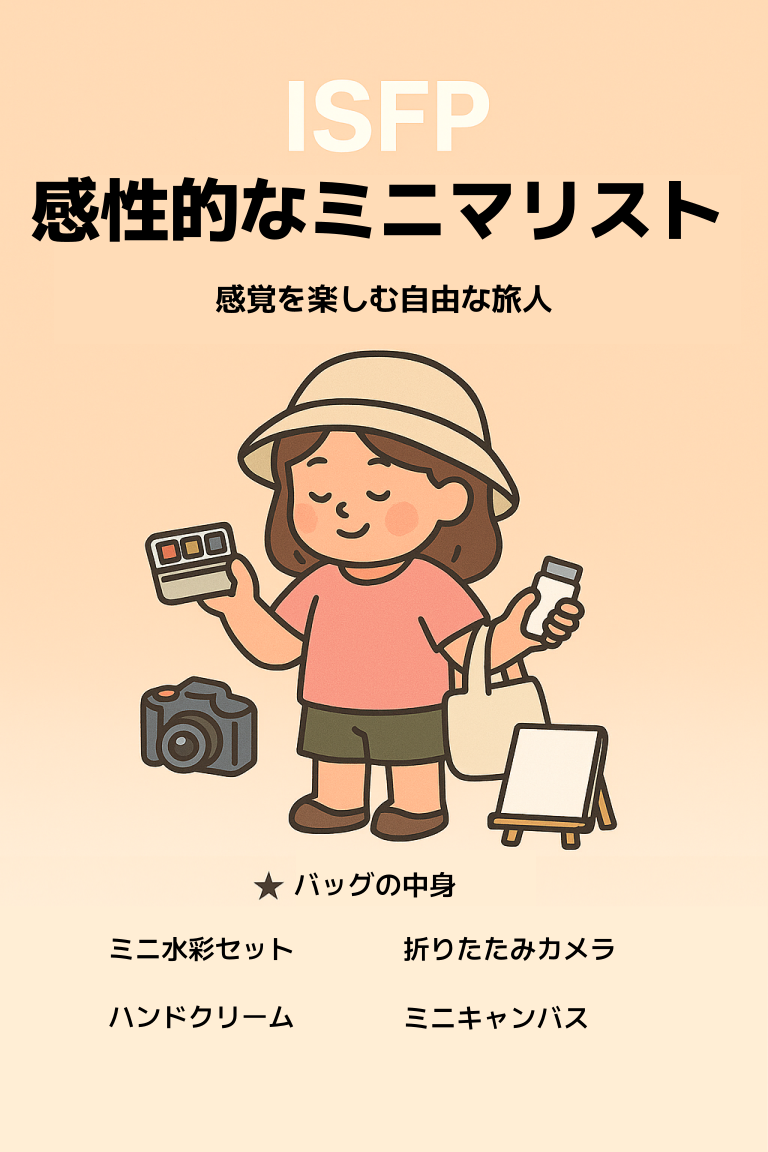 ISFP
感性的なミニマリスト
感覚を楽しむ自由な旅人
★ バッグの中身
ミニ水彩セット
折りたたみカメラ
ハンドクリーム
ミニキャンバス